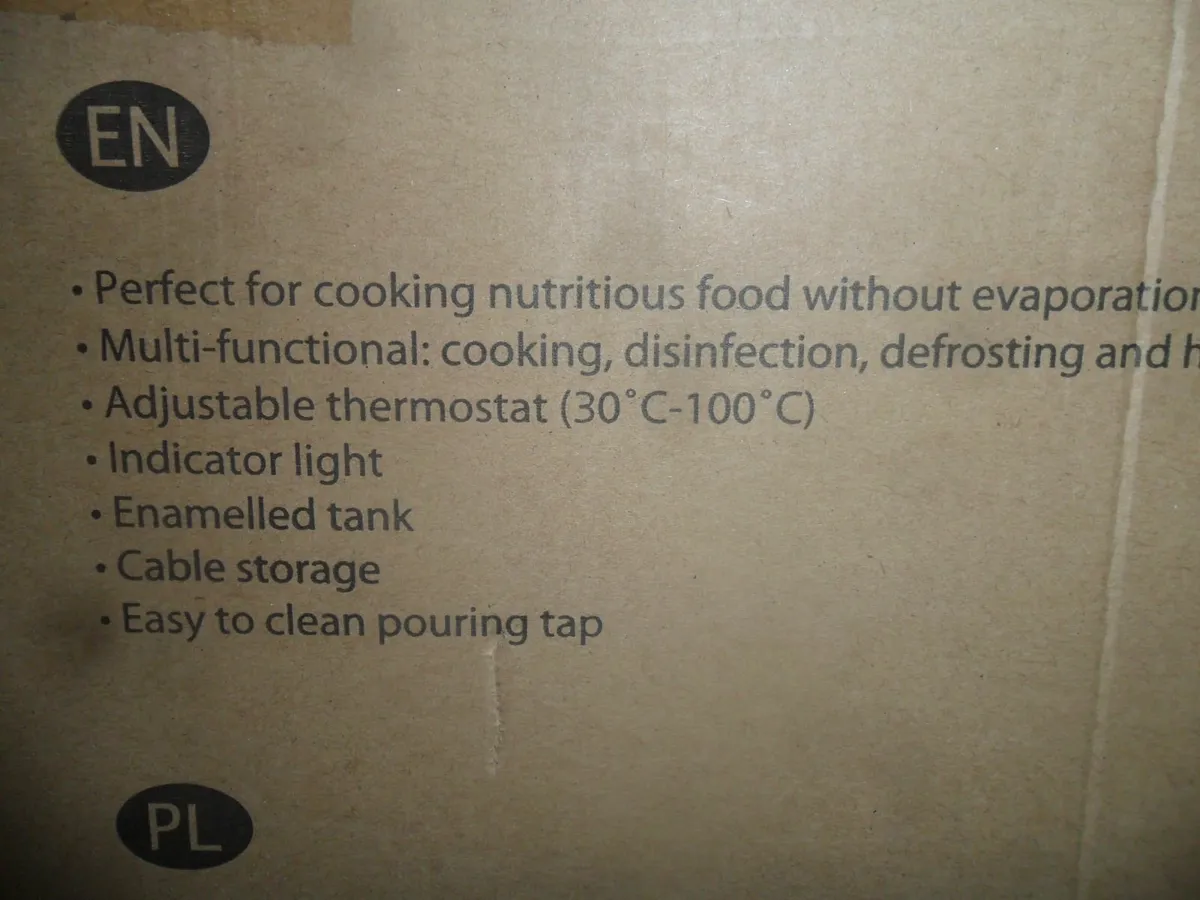 EN
• Perfect for cooking nutritious food without evaporation
• Multi-functional: cooking, disinfection, defrosting and
• Adjustable thermostat (30°C-100°C)
• Indicator light
• Enamelled tank
• Cable storage
• Easy to clean pouring tap
PL